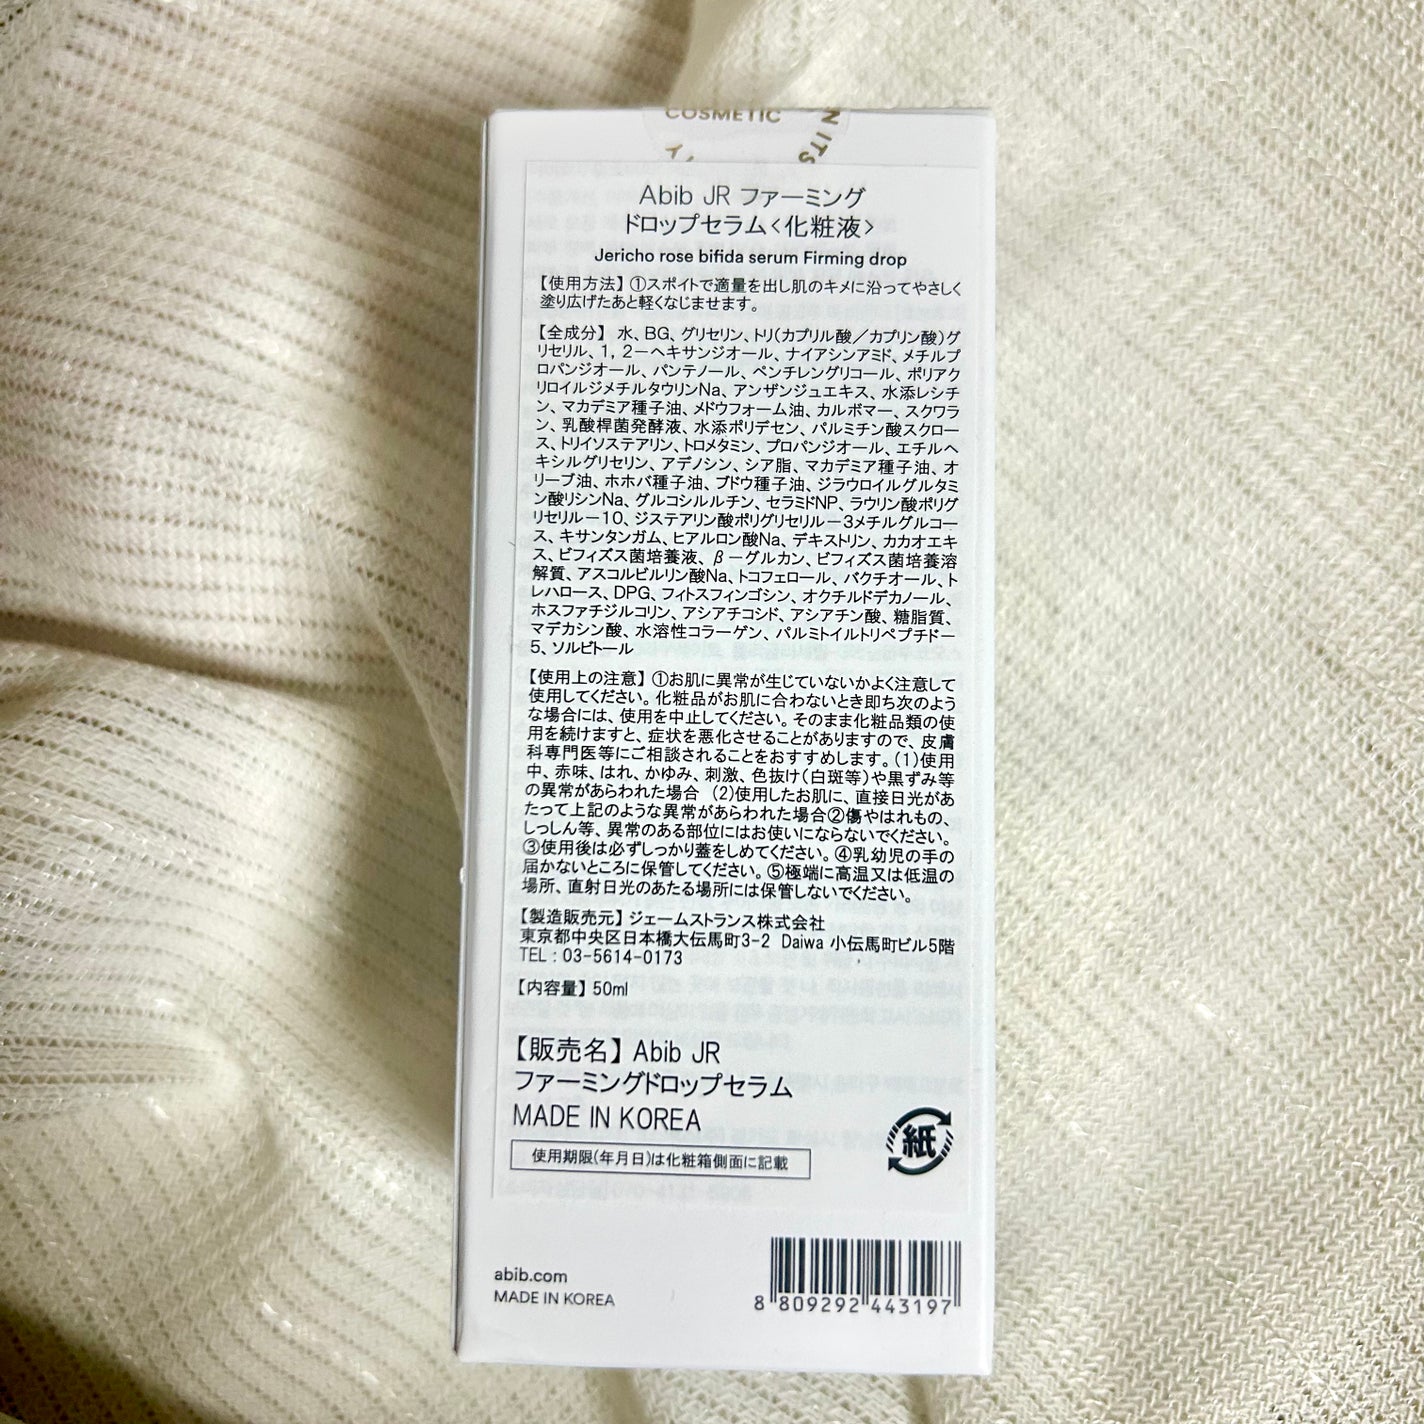 COSMETIC
N ITS
Abib JR ファーミング
ドロップセラム<化粧液>
Jericho rose bifida serum Firming drop
【使用方法】①スポイトで適量を出し肌のキメに沿ってやさしく
塗り広げたあと軽くなじませます。
【全成分】 水、BG、グリセリン、トリ(カプリル酸／カプリン酸)グ
リセリル、1，2－ヘキサンジオール、ナイアシンアミド、メチルプ
ロパンジオール、パンテノール、ペンチレングリコール、ポリアク
リロイルジメチルタウリンNa、アンザンジュエキス、水添レシチ
ン、マカデミア種子油、メドウフォーム油、カルボマー、スクワラ
ン、乳酸桿菌発酵液、水添ポリデセン、パルミチン酸スクロー
ス、トリイソステアリン、トロメタミン、プロパンジオール、エチルヘ
キシルグリセリン、アデノシン、シア脂、マカデミア種子油、オ
リーブ油、ホホバ種子油、ブドウ種子油、ジラウロイルグルタミ
ン酸リシンNa、グルコシルルチン、セラミドNP、ラウリン酸ポリグ
リセリル－10、ジステアリン酸ポリグリセリル－3メチルグルコー
ス、キサンタンガム、ヒアルロン酸Na、デキストリン、カカオエキ
ス、ビフィズス菌培養液、β－グルカン、ビフィズス菌培養溶
解質、アスコルビルリン酸Na、トコフェロール、バクチオール、ト
レハロース、DPG、フィトスフィンゴシン、オクチルドデカノール、
ホスファチジルコリン、アシアチコシド、アシアチン酸、糖脂質、
マデカシン酸、水溶性コラーゲン、パルミトイルトリペプチドー
5、ソルビトール
【使用上の注意】①お肌に異常が生じていないかよく注意して
使用してください。化粧品がお肌に合わないとき即ち次のよう
な場合には、使用を中止してください。そのまま化粧品類の使
用を続けますと、症状を悪化させることがありますので、皮膚
科専門医等にご相談されることをおすすめします。(1)使用
中、赤味、はれ、かゆみ、刺激、色抜け(白斑等)や黒ずみ等
の異常があらわれた場合 (2)使用したお肌に、直接日光があ
たって上記のような異常があらわれた場合②傷やはれもの、
しっしん等、異常のある部位にはお使いにならないでください。
③使用後は必ずしっかり蓋をしめてください。④乳幼児の手の
届かないところに保管してください。⑤極端に高温又は低温の
場所、直射日光のあたる場所には保管しないでください。
【製造販売元】ジェームストランス株式会社
東京都中央区日本橋大伝馬町3-2 Daiwa 小伝馬町ビル5階
TEL : 03-5614-0173
【内容量】50ml
【販売名】Abib JR
ファーミングドロップセラム
MADE IN KOREA
紙
使用期限(年月日)は化粧箱側面に記載
abib.com
MADE IN KOREA
8 809292 443197